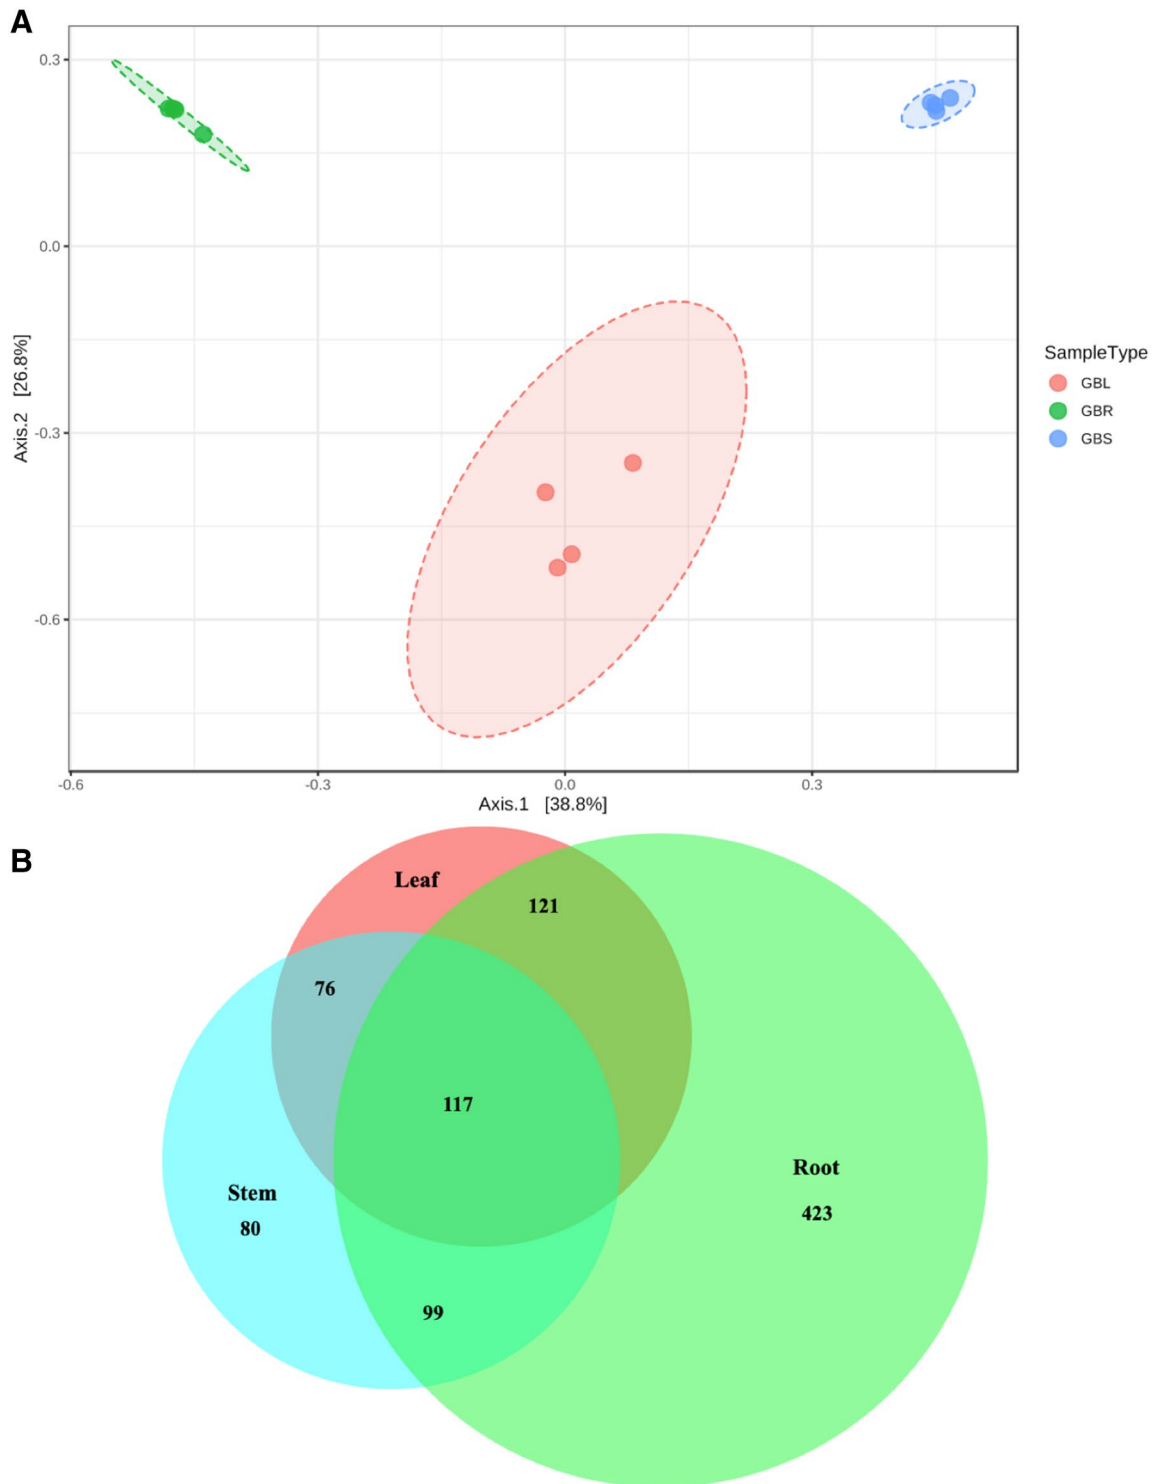 A
0.3
0.0
-0.3
-0.6
Axis.2 [26.8%]
-0.6 -0.3 0.0 0.3
Axis.1 [38.8%]
SampleType
GBL
GBR
GBS
B
Leaf
121
76
117
Root
423
Stem
80
99